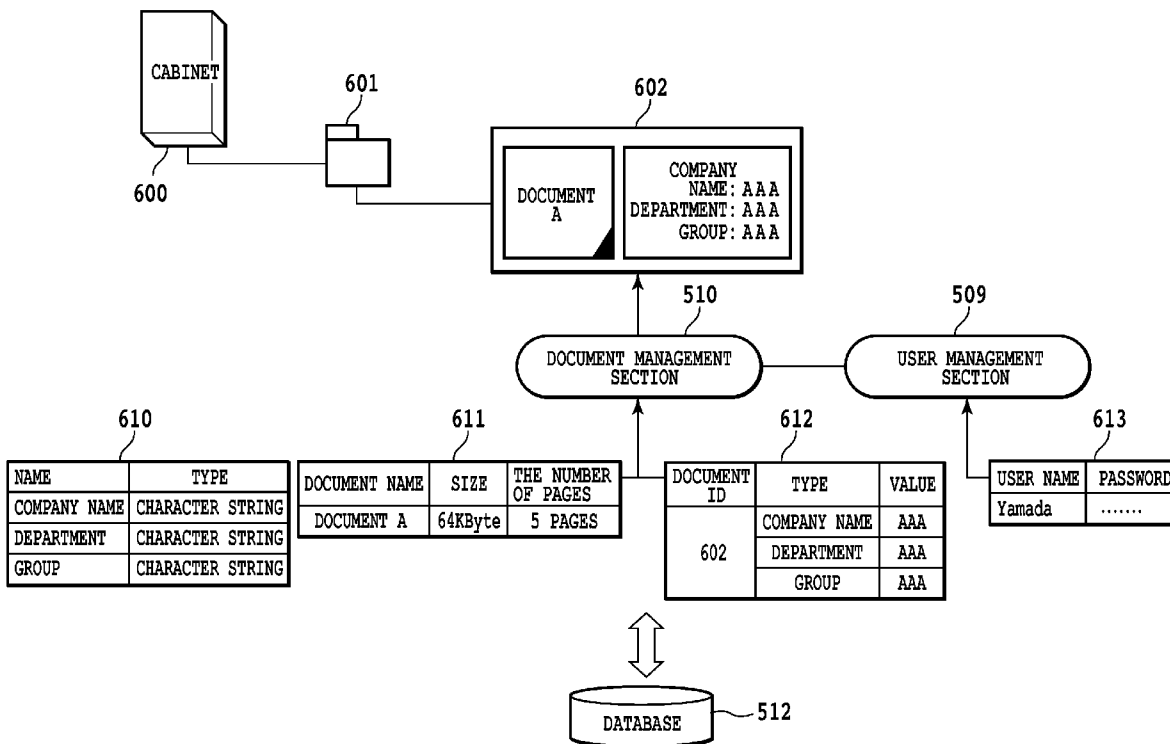 CABINET
600
601
602
DOCUMENT
A
COMPANY
NAME: AAA
DEPARTMENT: AAA
GROUP: AAA
510
DOCUMENT MANAGEMENT
SECTION
509
USER MANAGEMENT
SECTION
610
NAME TYPE
COMPANY NAME CHARACTER STRING
DEPARTMENT CHARACTER STRING
GROUP CHARACTER STRING
611
DOCUMENT NAME SIZE THE NUMBER
OF PAGES
DOCUMENT A 64KByte 5 PAGES
612
DOCUMENT
ID TYPE VALUE
602
COMPANY NAME AAA
DEPARTMENT AAA
GROUP AAA
613
USER NAME PASSWORD
Yamada .......
DATABASE
512